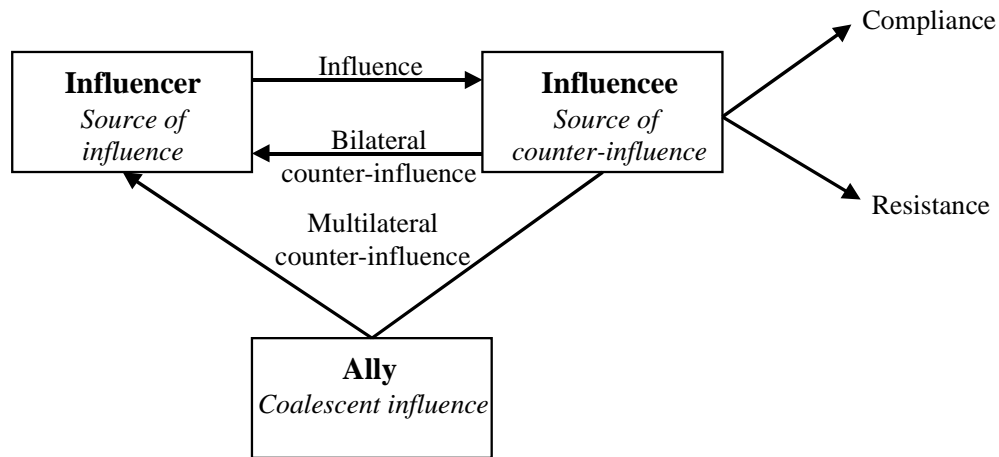 Compliance
Influencer
Source of
influence
Influence
Influencee
Source of
counter-influence
Bilateral
counter-influence
Resistance
Multilateral
counter-influence
Ally
Coalescent influence